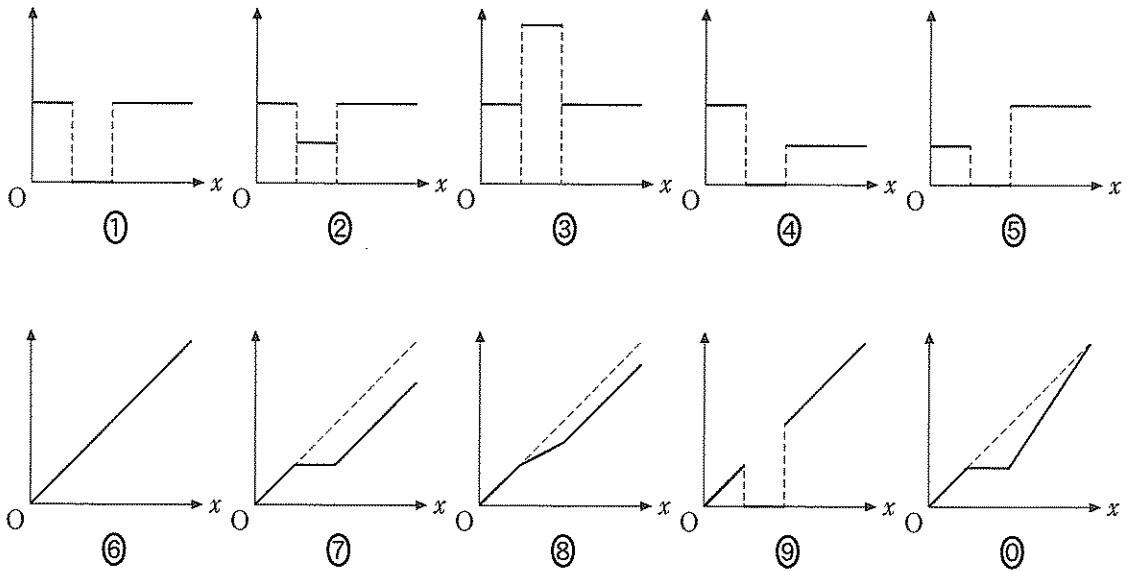 O x O x O x O x O x
① ② ③ ④ ⑤
O x O x O x O x O x
⑥ ⑦ ⑧ ⑨ ⓪